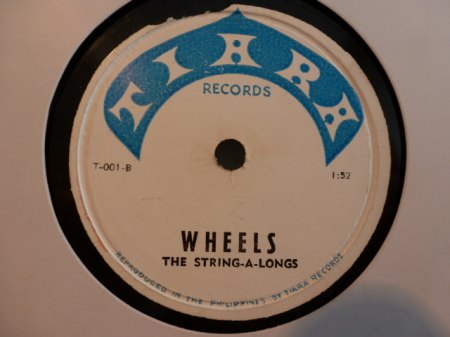 TIARA
RECORDS
T-001-B
1:52
WHEELS
THE STRING-A-LONGS
REPRODUCED IN THE PHILIPPINES BY TIARA RECORDS